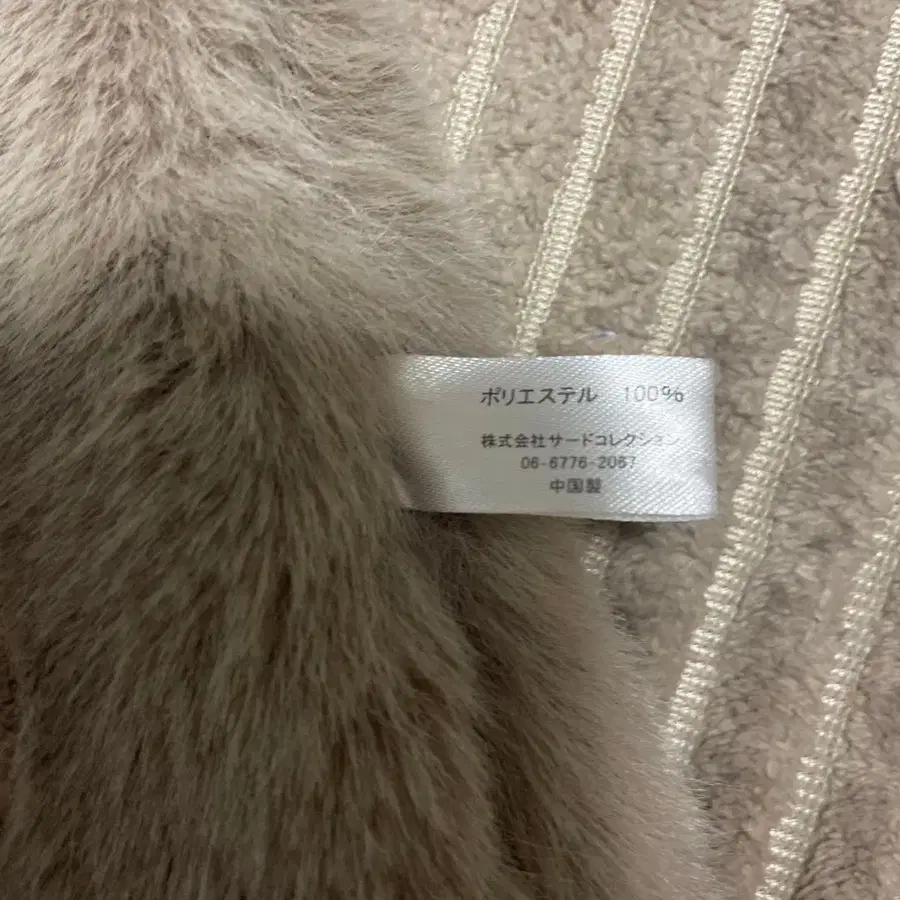 ポリエステル 100%
株式会社サードコレクション
06-6776-2067
中国製